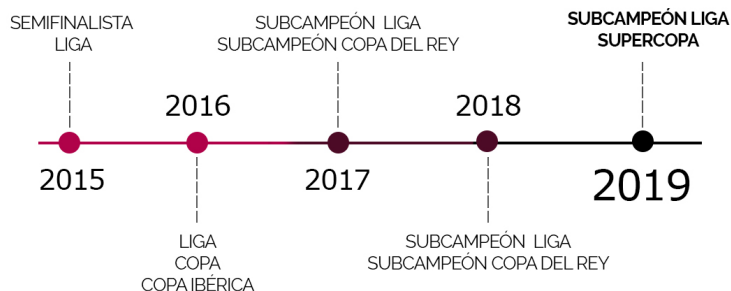 SEMIFINALISTA
LIGA
2015
2016
LIGA
COPA
COPA IBÉRICA
SUBCAMPEÓN LIGA
SUBCAMPEÓN COPA DEL REY
2017
2018
SUBCAMPEÓN LIGA
SUBCAMPEÓN COPA DEL REY
SUBCAMPEÓN LIGA
SUPERCOPA
2019